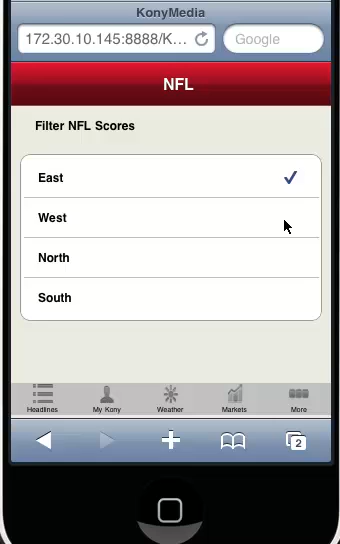 KonyMedia
172.30.10.145:8888/K... Google
NFL
Filter NFL Scores
East
West
North
South
Headlines My Kony Weather Markets More
2